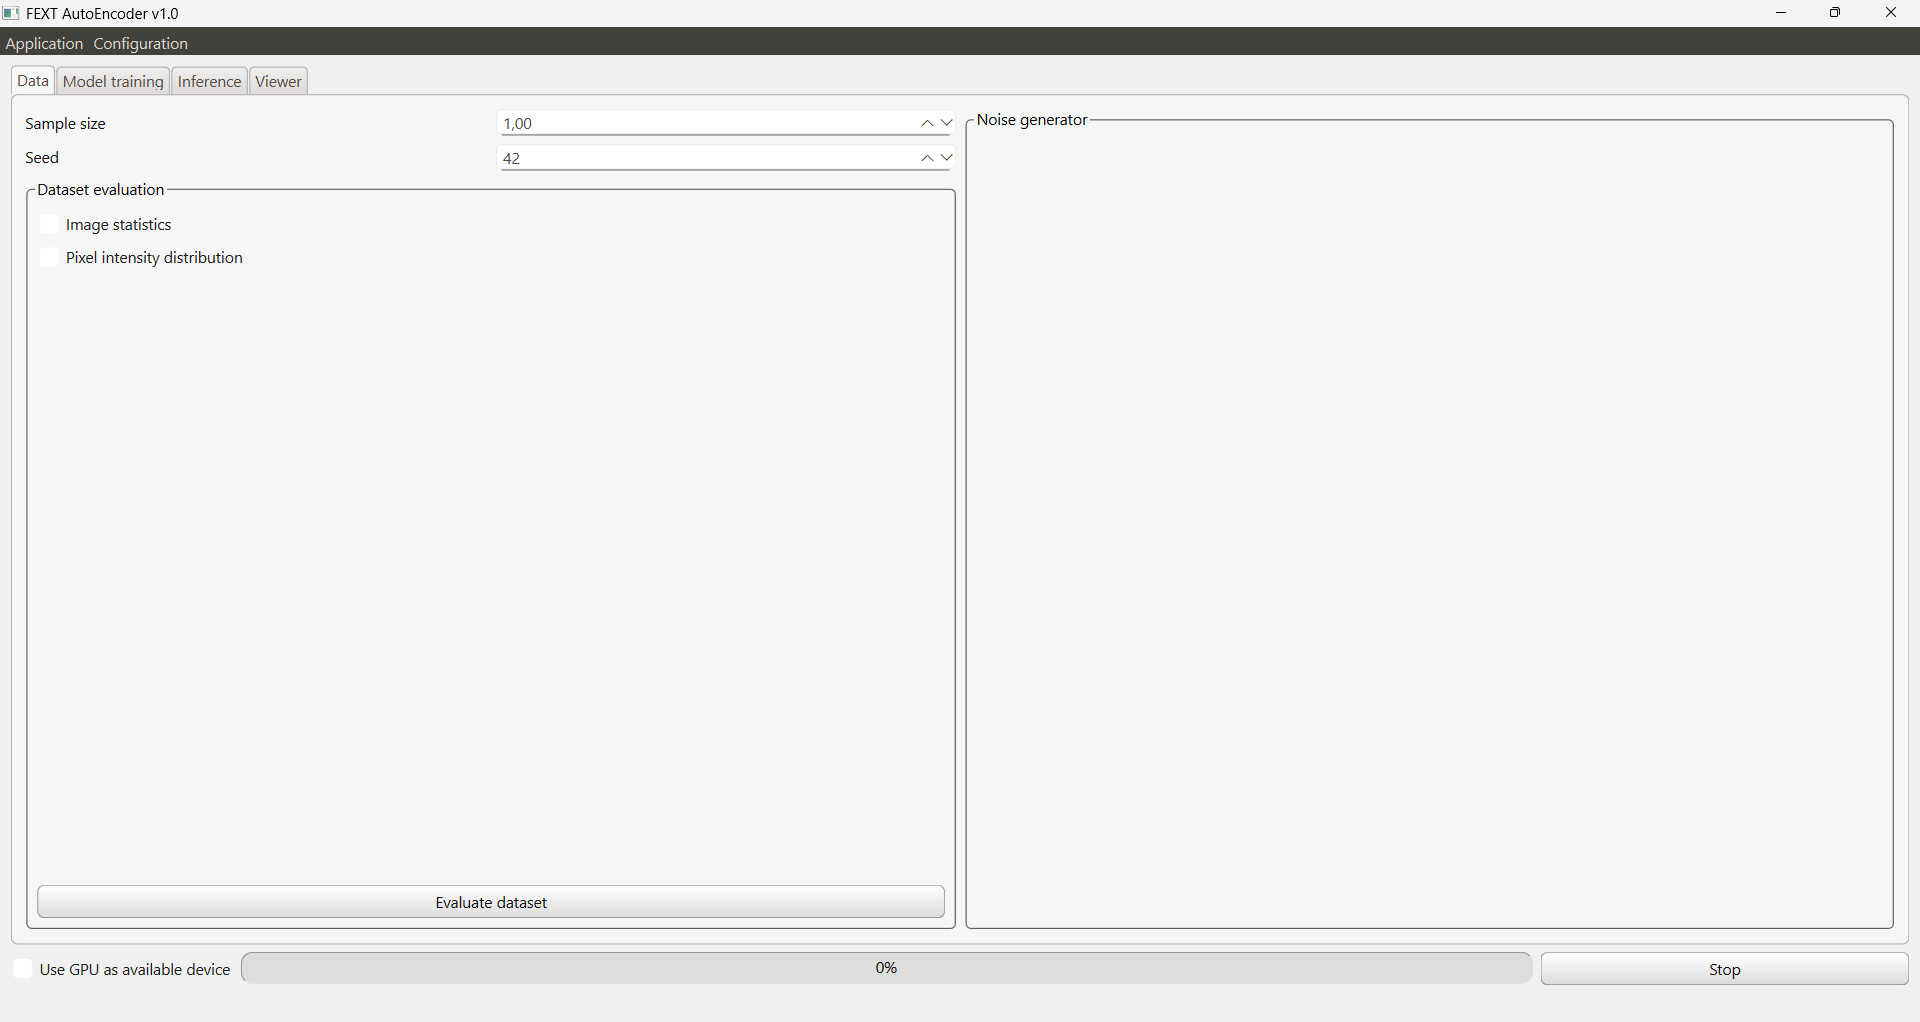 FEXT AutoEncoder v1.0
Application Configuration
Data Model training Inference Viewer
Sample size 1,00
Seed 42
Dataset evaluation
Image statistics
Pixel intensity distribution
Evaluate dataset
Noise generator
Use GPU as available device 0% Stop